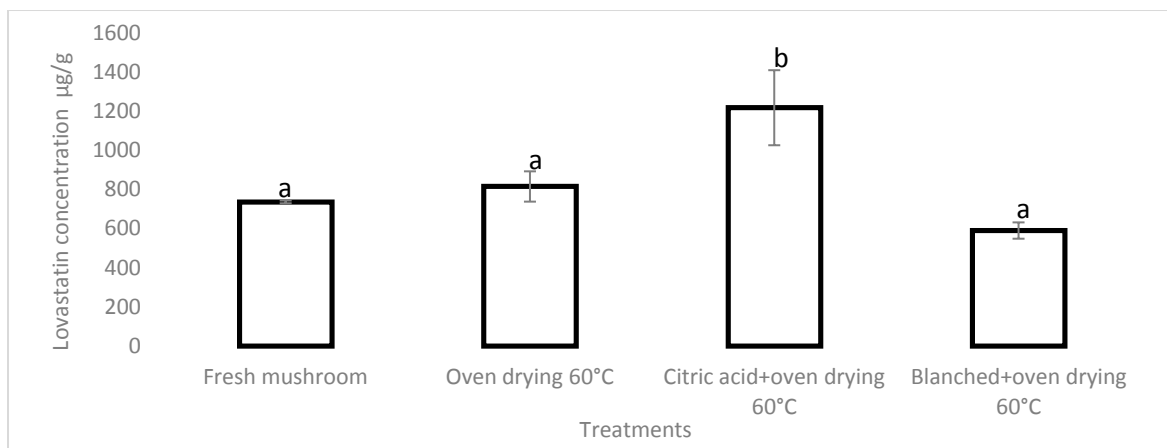 Lovastatin concentration µg/g
1600
1400
1200
1000
800
600
400
200
0
a
a
b
a
Fresh mushroom
Oven drying 60°C
Citric acid+oven drying
60°C
Blanched+oven drying
60°C
Treatments